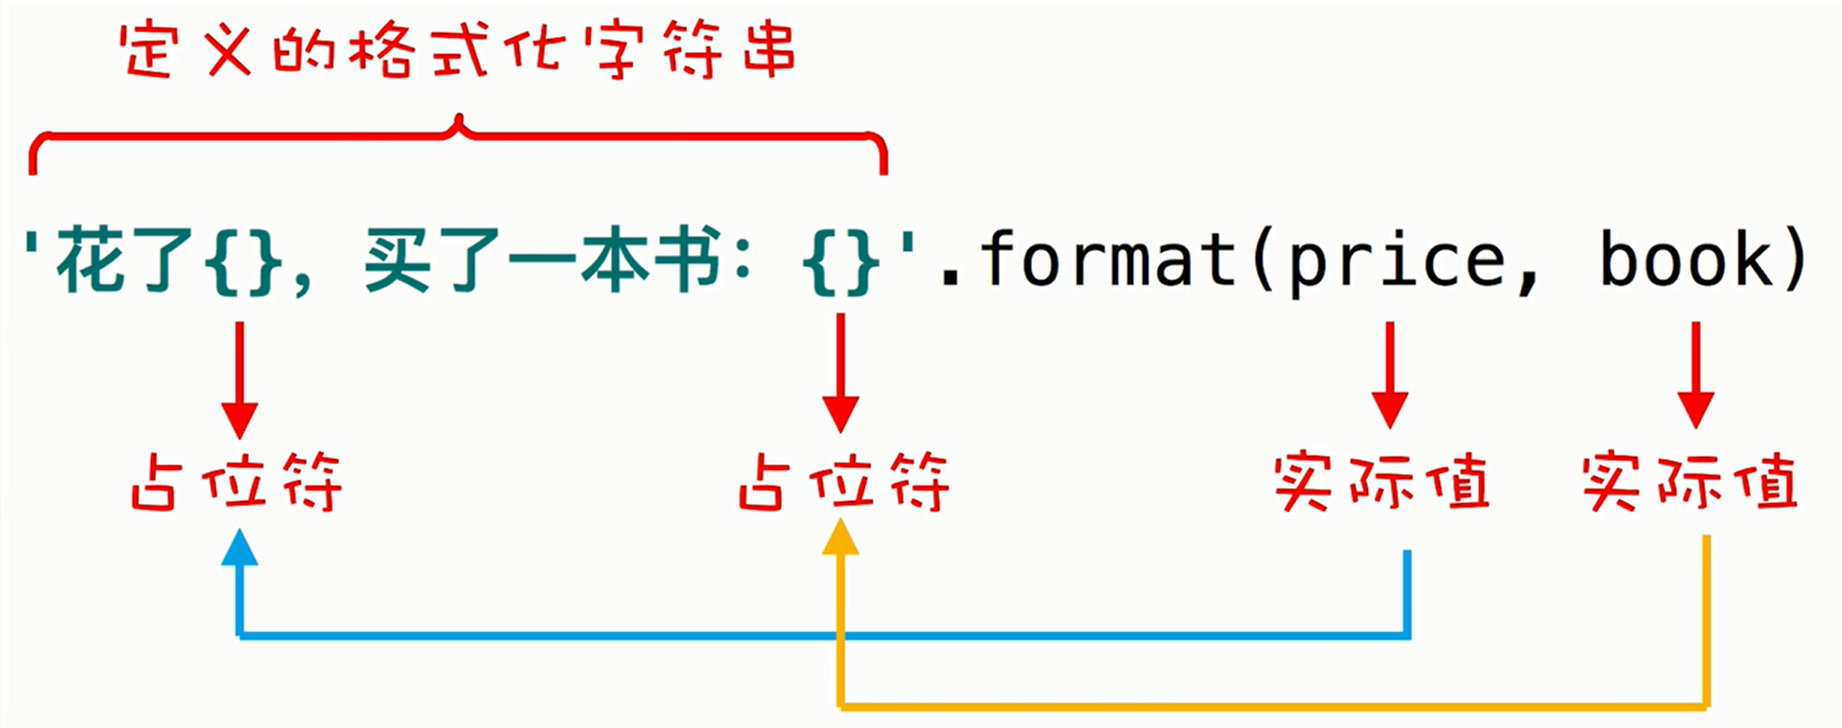 定义的格式化字符串
'花了{}，买了一本书：{}'.format(price, book)
占位符 占位符 实际值 实际值